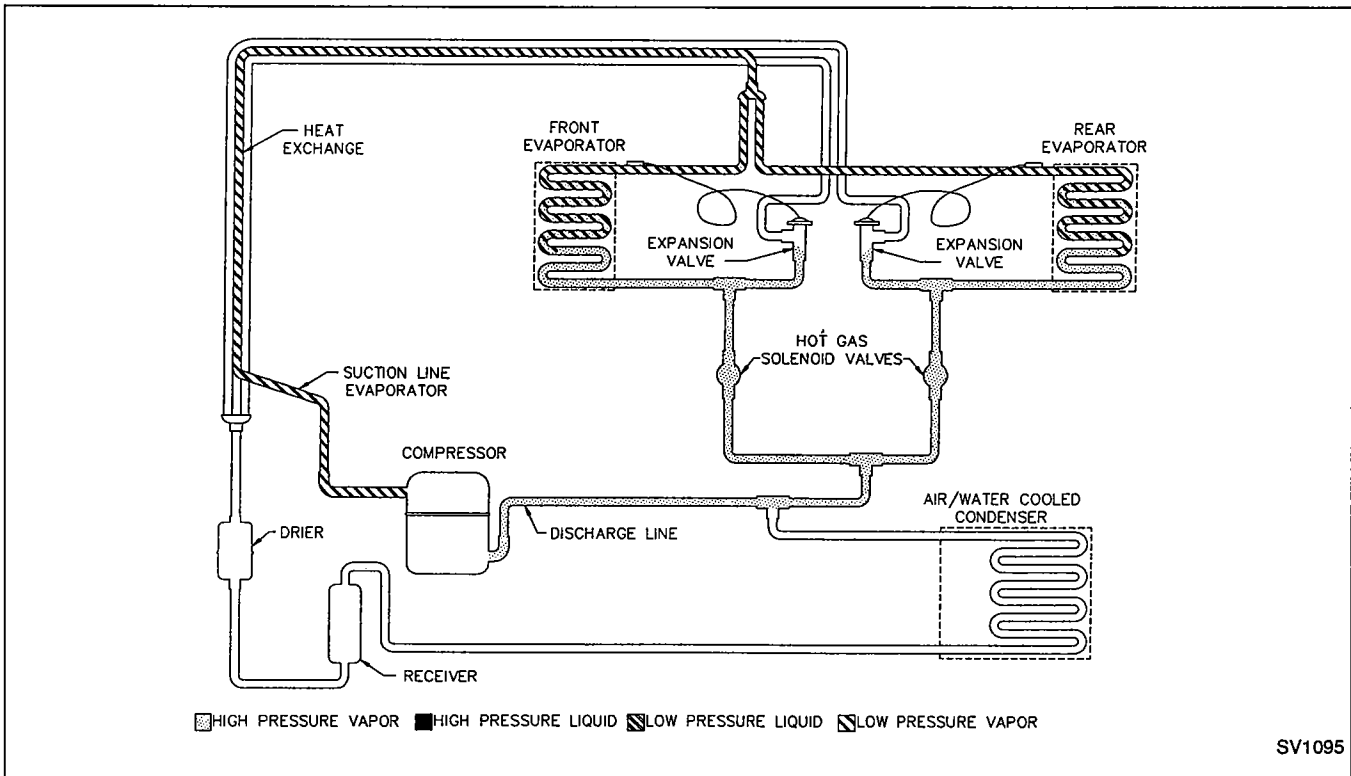 HEAT
EXCHANGE
FRONT
EVAPORATOR
REAR
EVAPORATOR
EXPANSION
VALVE
EXPANSION
VALVE
HOT GAS
SOLENOID VALVES
SUCTION LINE
EVAPORATOR
COMPRESSOR
AIR/WATER COOLED
CONDENSER
DRIER
DISCHARGE LINE
RECEIVER
HIGH PRESSURE VAPOR HIGH PRESSURE LIQUID LOW PRESSURE LIQUID LOW PRESSURE VAPOR
SV1095